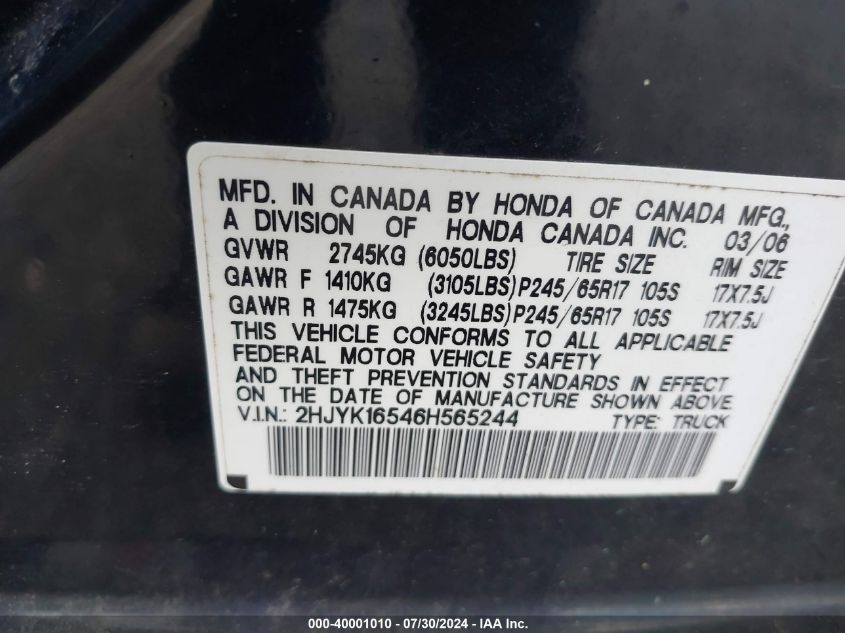 MFD. IN CANADA BY HONDA OF CANADA MFG.,
A DIVISION OF HONDA CANADA INC. 03/06
GVWR 2745KG (6050LBS) TIRE SIZE RIM SIZE
GAWR F 1410KG (3105LBS) P245/65R17 105S 17X7.5J
GAWR R 1475KG (3245LBS) P245/65R17 105S 17X7.5J
THIS VEHICLE CONFORMS TO ALL APPLICABLE
FEDERAL MOTOR VEHICLE SAFETY
AND THEFT PREVENTION STANDARDS IN EFFECT
ON THE DATE OF MANUFACTURE SHOWN ABOVE.
V.I.N.: 2HJYK16546H565244 TYPE: TRUCK
000-40001010 - 07/30/2024 - IAA Inc.